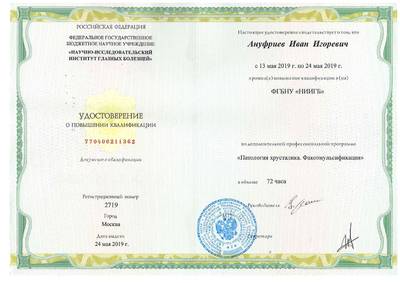 РОССИЙСКАЯ ФЕДЕРАЦИЯ
ФЕДЕРАЛЬНОЕ ГОСУДАРСТВЕННОЕ
БЮДЖЕТНОЕ НАУЧНОЕ УЧРЕЖДЕНИЕ
«НАУЧНО-ИССЛЕДОВАТЕЛЬСКИЙ
ИНСТИТУТ ГЛАЗНЫХ БОЛЕЗНЕЙ»
УДОСТОВЕРЕНИЕ
О ПОВЫШЕНИИ КВАЛИФИКАЦИИ
770400211362
Документ о квалификации
Регистрационный номер
2719
Город
Москва
Дата выдачи
24 мая 2019 г.
Настоящее удостоверение свидетельствует о том, что
Ануфриев Иван Игоревич
с 13 мая 2019 г. по 24 мая 2019 г.
прошел(а) повышение квалификации в (на)
ФГБНУ «НИИГБ»
по дополнительной профессиональной программе
«Патология хрусталика. Факоэмульсификация»
в объёме 72 часа
Руководитель
Секретарь